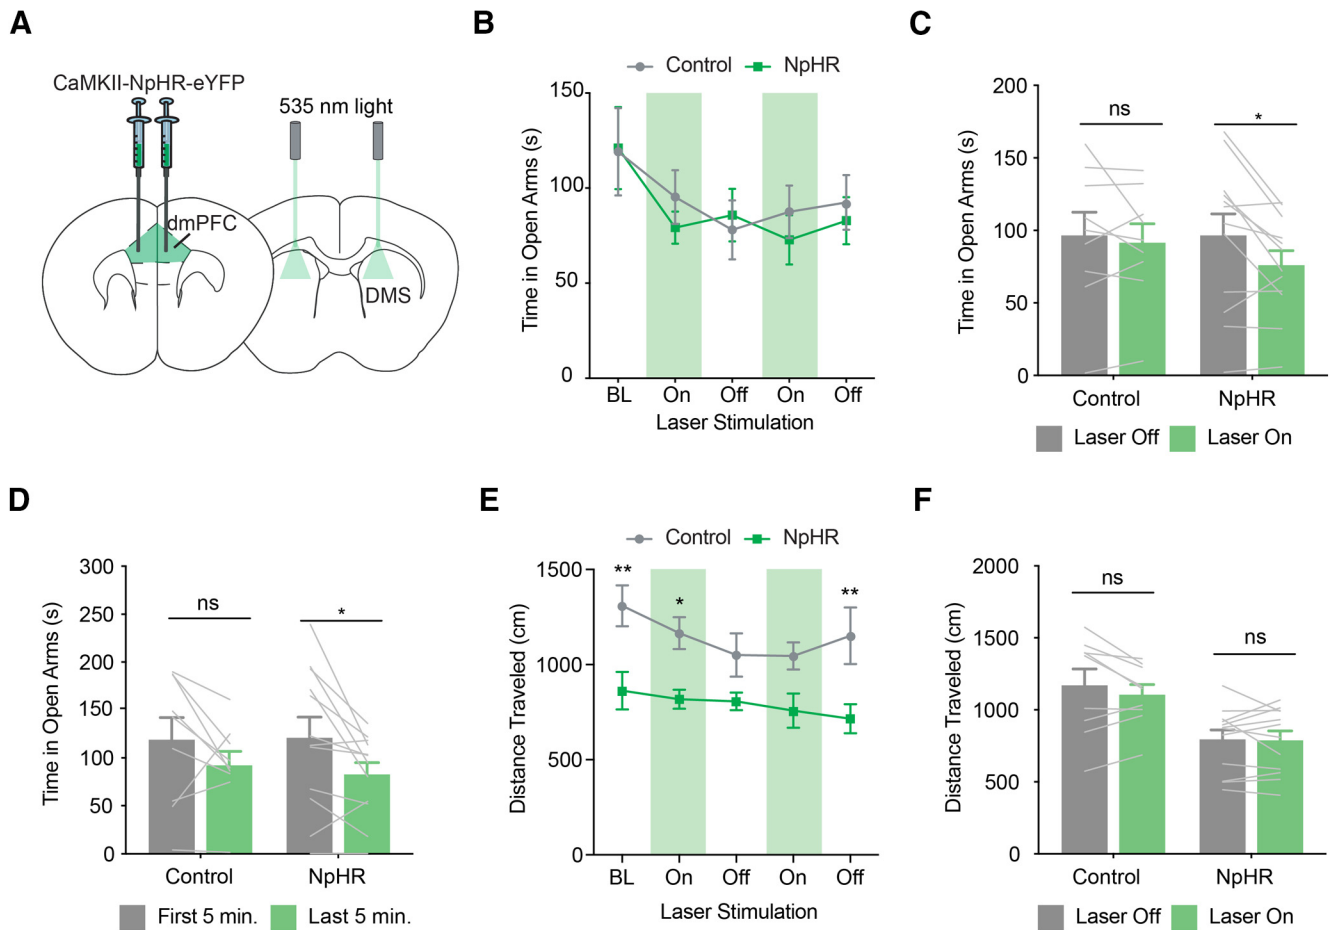 A
CaMKII-NpHR-eYFP
535 nm light
dmPFC
DMS
B
Control NpHR
Time in Open Arms (s)
150
100
50
0
BL On Off On Off
Laser Stimulation
C
Time in Open Arms (s)
200
150
100
50
0
ns
*
Control NpHR
Laser Off Laser On
D
Time in Open Arms (s)
300
250
200
150
100
50
0
ns
*
Control NpHR
First 5 min. Last 5 min.
E
Control NpHR
Distance Traveled (cm)
1500
1000
500
0
**
*
**
BL On Off On Off
Laser Stimulation
F
Distance Traveled (cm)
2000
1500
1000
500
0
ns
ns
Control NpHR
Laser Off Laser On